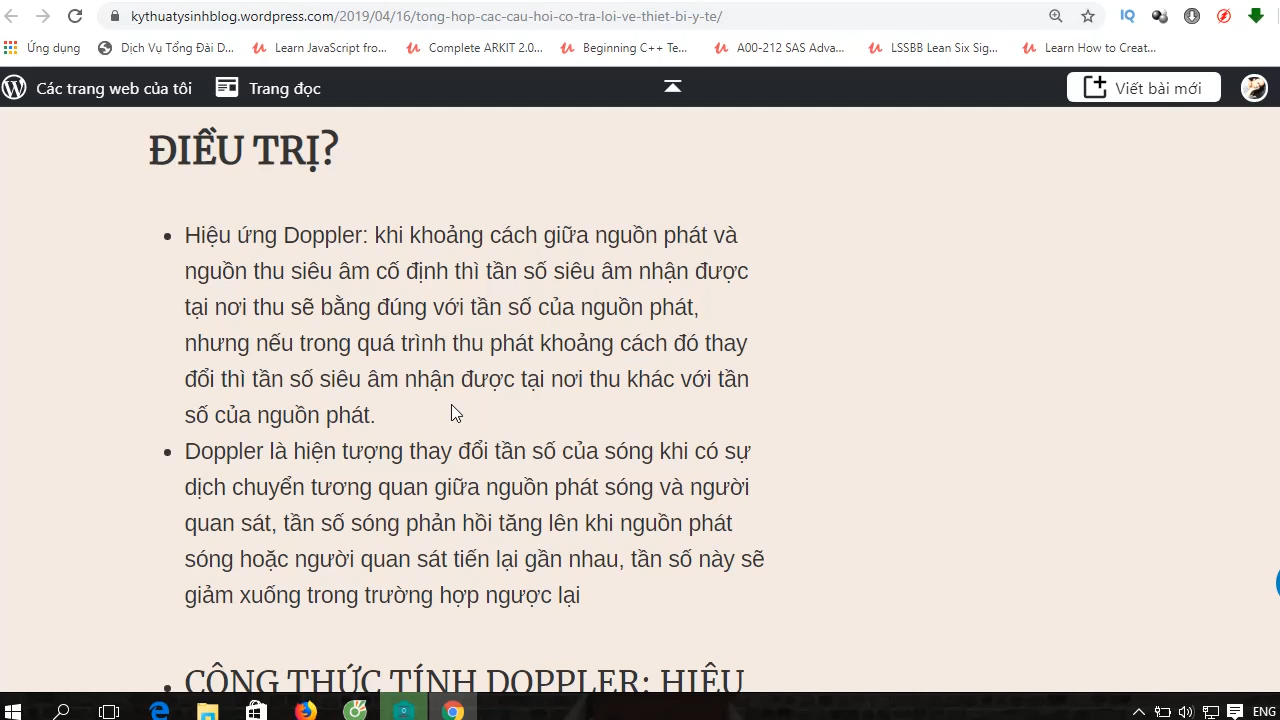 kythuatysinhblog.wordpress.com/2019/04/16/tong-hop-cac-cau-hoi-co-tra-loi-ve-thiet-bi-y-te/
Ứng dụng
Dịch Vụ Tổng Đài D...
Learn JavaScript fro...
Complete ARKIT 2.0...
Beginning C++ Te...
A00-212 SAS Adva...
LSSBB Lean Six Sig...
Learn How to Creat...
Các trang web của tôi
Trang đọc
Viết bài mới
ĐIỀU TRỊ?
Hiệu ứng Doppler: khi khoảng cách giữa nguồn phát và
nguồn thu siêu âm cố định thì tần số siêu âm nhận được
tại nơi thu sẽ bằng đúng với tần số của nguồn phát,
nhưng nếu trong quá trình thu phát khoảng cách đó thay
đổi thì tần số siêu âm nhận được tại nơi thu khác với tần
số của nguồn phát.
Doppler là hiện tượng thay đổi tần số của sóng khi có sự
dịch chuyển tương quan giữa nguồn phát sóng và người
quan sát, tần số sóng phản hồi tăng lên khi nguồn phát
sóng hoặc người quan sát tiến lại gần nhau, tần số này sẽ
giảm xuống trong trường hợp ngược lại
CÔNG THỨC TÍNH DOPPLER: HIỆU
ENG